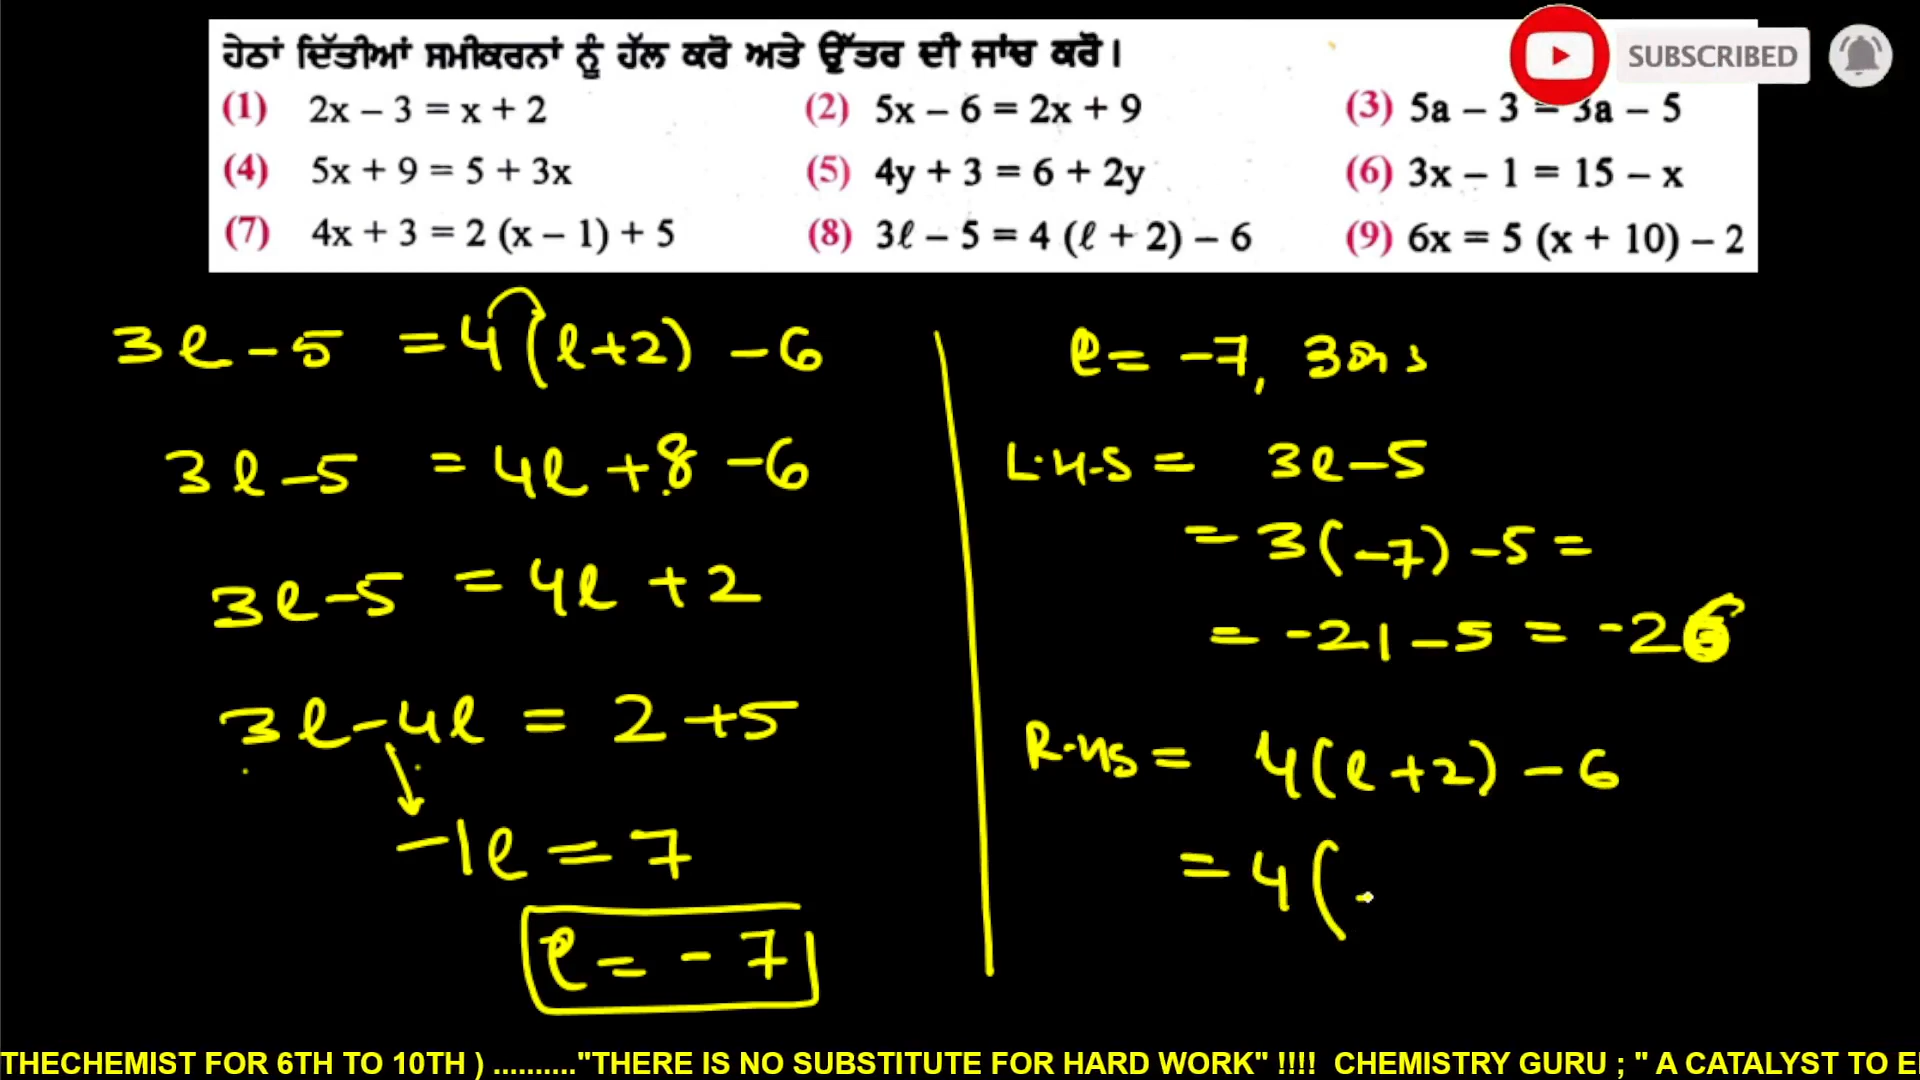 ਹੇਠਾਂ ਦਿੱਤੀਆਂ ਸਮੀਕਰਨਾਂ ਨੂੰ ਹੱਲ ਕਰੋ ਅਤੇ ਉੱਤਰ ਦੀ ਜਾਂਚ ਕਰੋ।
SUBSCRIBED
(1) 2x – 3 = x + 2 (2) 5x – 6 = 2x + 9 (3) 5a – 3 = 3a – 5
(4) 5x + 9 = 5 + 3x (5) 4y + 3 = 6 + 2y (6) 3x – 1 = 15 – x
(7) 4x + 3 = 2 (x – 1) + 5 (8) 3ℓ – 5 = 4 (ℓ + 2) – 6 (9) 6x = 5 (x + 10) – 2
3ℓ - 5 = 4(ℓ+2) - 6
3ℓ - 5 = 4ℓ + 8 - 6
3ℓ - 5 = 4ℓ + 2
3ℓ - 4ℓ = 2 + 5
-1ℓ = 7
ℓ = - 7
ℓ = -7,
L.H.S = 3ℓ - 5
= 3(-7) - 5 =
= -21 - 5 = -26
R.HS = 4(ℓ+2) - 6
= 4(
THECHEMIST FOR 6TH TO 10TH ) .........."THERE IS NO SUBSTITUTE FOR HARD WORK" !!!! CHEMISTRY GURU ; " A CATALYST TO